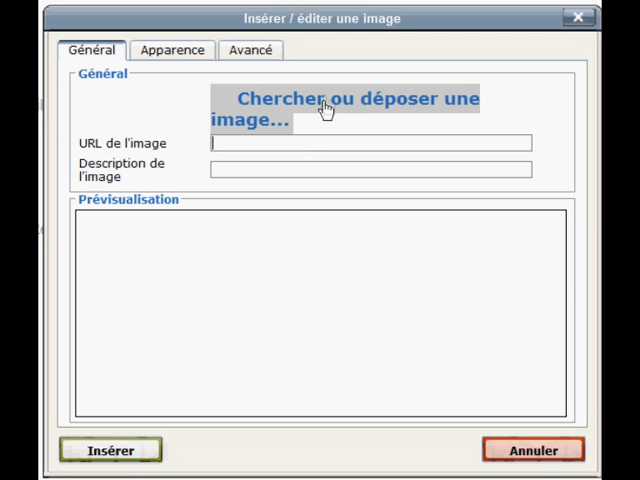 Insérer / éditer une image
Général
Apparence
Avancé
Général
Chercher ou déposer une
image...
URL de l'image
Description de
l'image
Prévisualisation
Insérer
Annuler